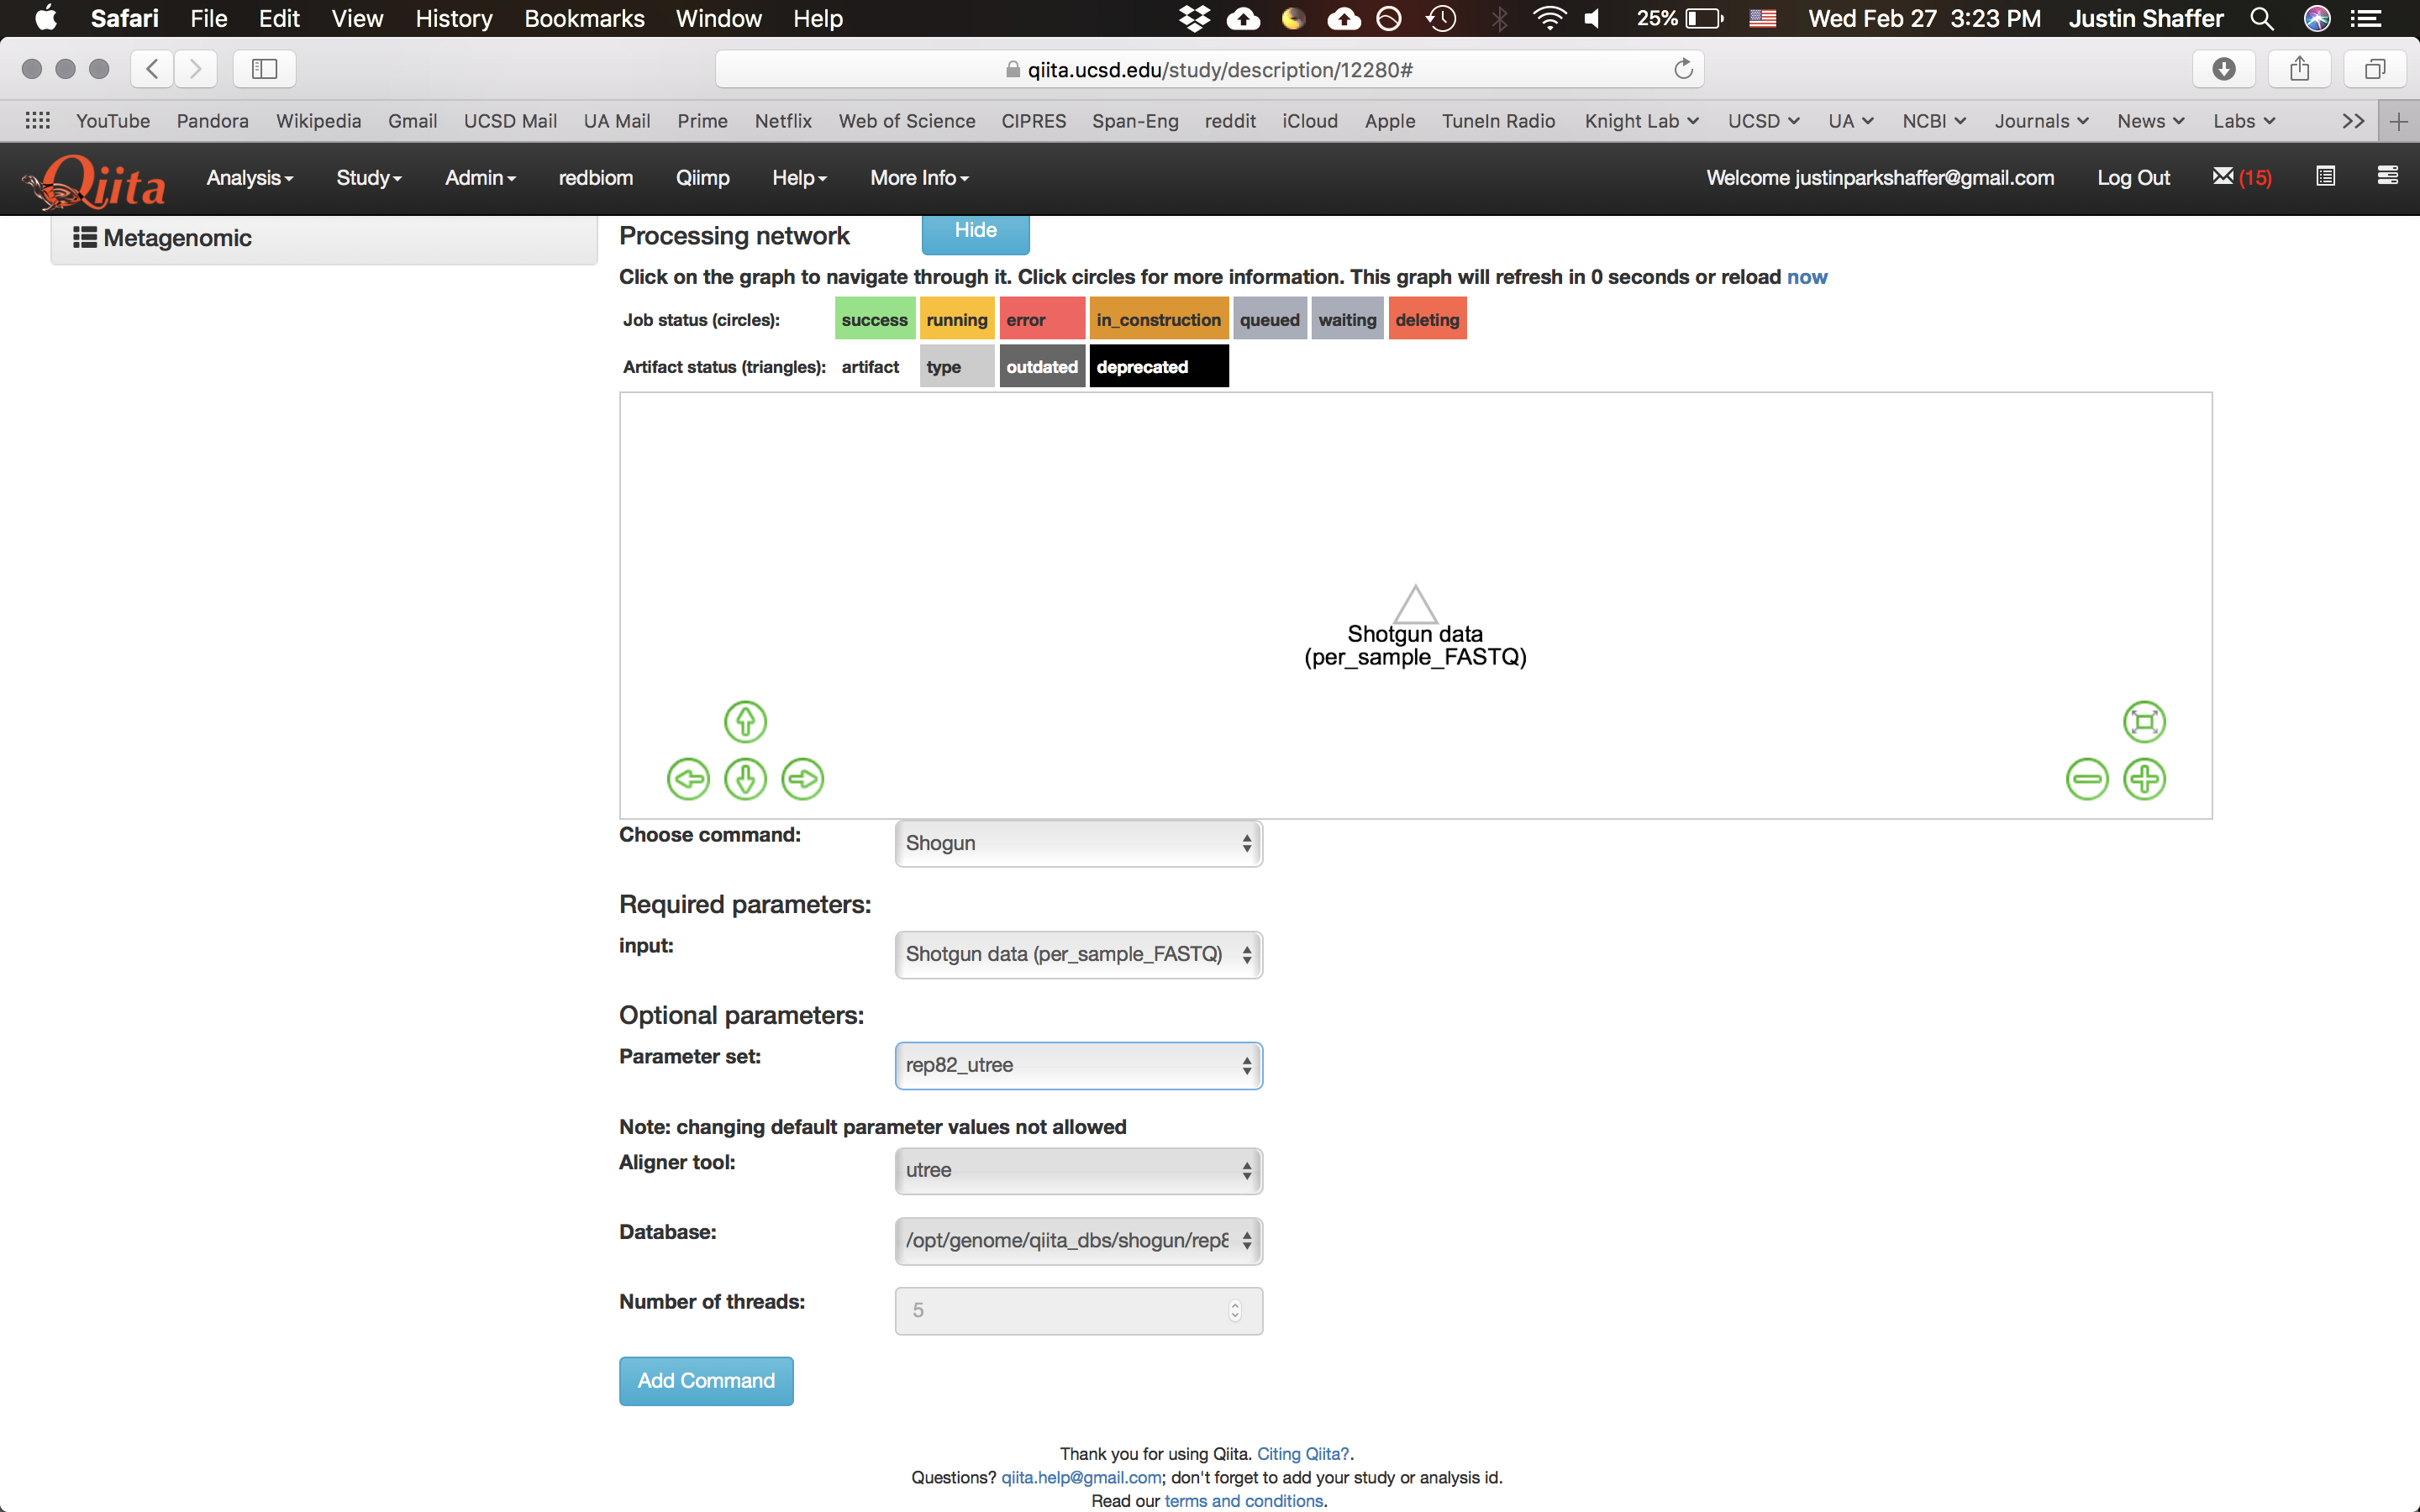 Safari File Edit View History Bookmarks Window Help 25% Wed Feb 27 3:23 PM Justin Shaffer
qiita.ucsd.edu/study/description/12280#
YouTube Pandora Wikipedia Gmail UCSD Mail UA Mail Prime Netflix Web of Science CIPRES Span-Eng reddit iCloud Apple TuneIn Radio Knight Lab UCSD UA NCBI Journals News Labs >> +
Qiita Analysis Study Admin redbiom Qiimp Help More Info Welcome justinparkshaffer@gmail.com Log Out (15)
Metagenomic
Processing network Hide
Click on the graph to navigate through it. Click circles for more information. This graph will refresh in 0 seconds or reload now
Job status (circles): success running error in_construction queued waiting deleting
Artifact status (triangles): artifact type outdated deprecated
Shotgun data
(per_sample_FASTQ)
Choose command: Shogun
Required parameters:
input: Shotgun data (per_sample_FASTQ)
Optional parameters:
Parameter set: rep82_utree
Note: changing default parameter values not allowed
Aligner tool: utree
Database: /opt/genome/qiita_dbs/shogun/rep8
Number of threads: 5
Add Command
Thank you for using Qiita. Citing Qiita?.
Questions? qiita.help@gmail.com; don't forget to add your study or analysis id.
Read our terms and conditions.